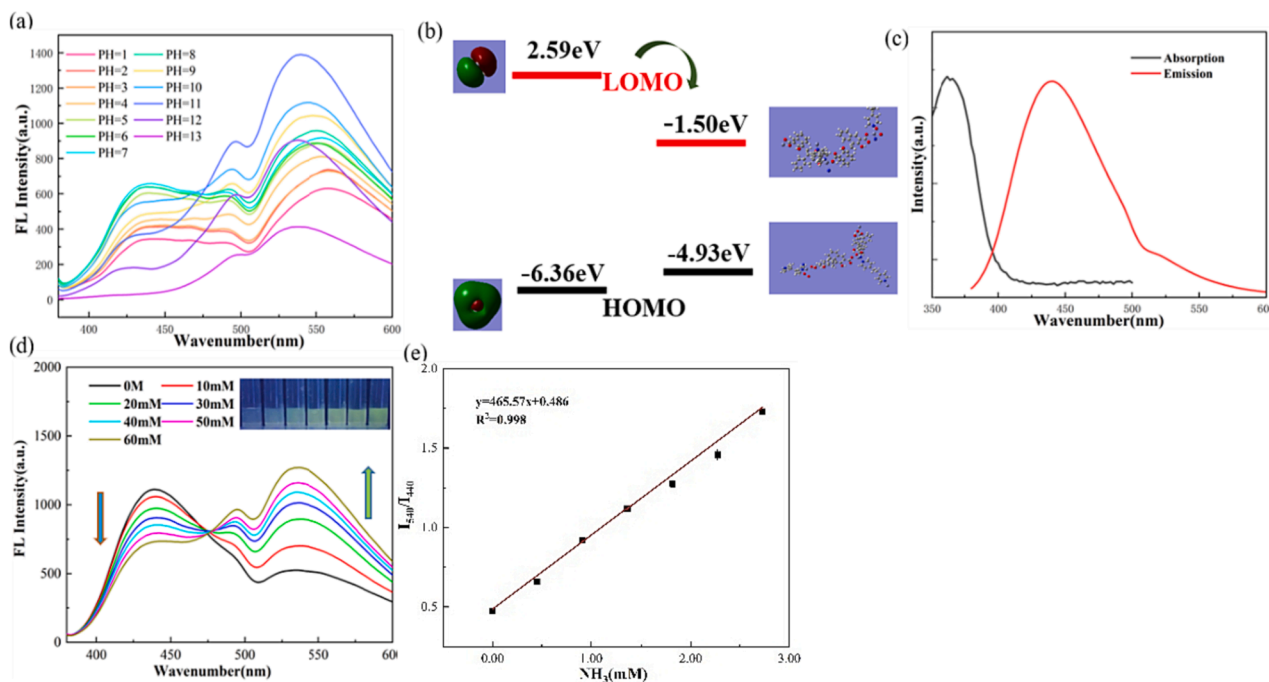 (a)
FL Intensity(a.u.)
1400
1200
1000
800
600
400
200
0
PH=1 PH=8
PH=2 PH=9
PH=3 PH=10
PH=4 PH=11
PH=5 PH=12
PH=6 PH=13
PH=7
400 450 500 550 600
Wavenumber(nm)
(b)
2.59eV
LOMO
-1.50eV
-4.93eV
-6.36eV
HOMO
(c)
Intensity(a.u.)
Absorption
Emission
350 400 450 500 550 600
Wavenumber(nm)
(d)
FL Intensity(a.u.)
2000
1750
1500
1250
1000
750
500
250
0
0M 10mM
20mM 30mM
40mM 50mM
60mM
400 450 500 550 600
Wavenumber(nm)
(e)
I540/I440
2.0
1.5
1.0
0.5
y=465.57x+0.486
R²=0.998
0.00 1.00 2.00 3.00
NH3(mM)